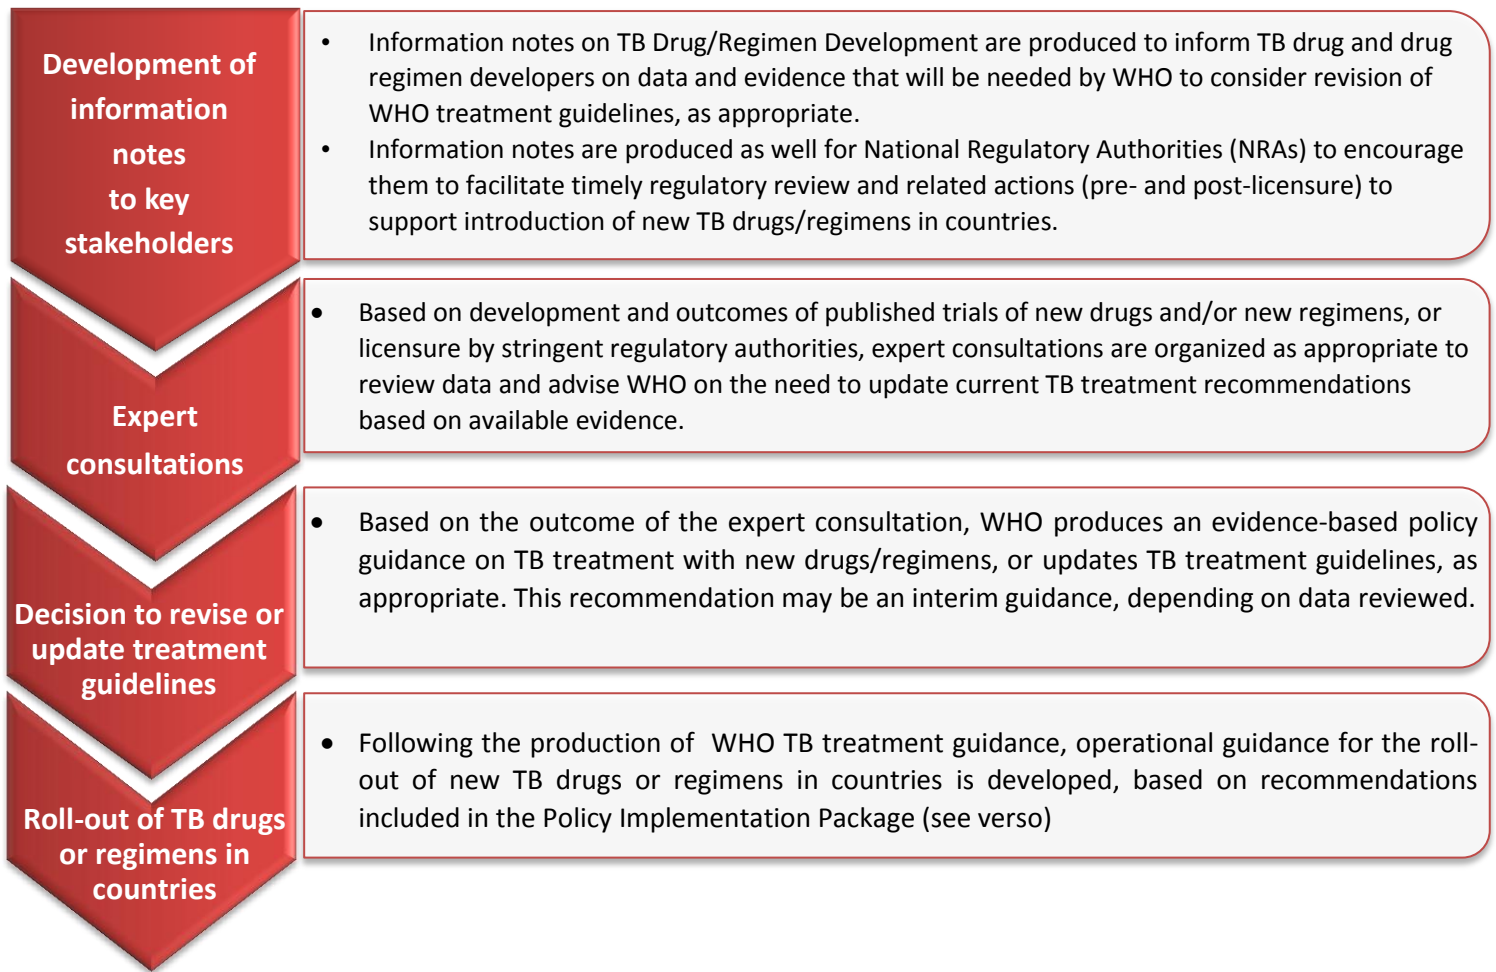 Development of
information
notes
to key
stakeholders
• Information notes on TB Drug/Regimen Development are produced to inform TB drug and drug
regimen developers on data and evidence that will be needed by WHO to consider revision of
WHO treatment guidelines, as appropriate.
• Information notes are produced as well for National Regulatory Authorities (NRAs) to encourage
them to facilitate timely regulatory review and related actions (pre- and post-licensure) to
support introduction of new TB drugs/regimens in countries.
Expert
consultations
• Based on development and outcomes of published trials of new drugs and/or new regimens, or
licensure by stringent regulatory authorities, expert consultations are organized as appropriate to
review data and advise WHO on the need to update current TB treatment recommendations
based on available evidence.
Decision to revise or
update treatment
guidelines
• Based on the outcome of the expert consultation, WHO produces an evidence-based policy
guidance on TB treatment with new drugs/regimens, or updates TB treatment guidelines, as
appropriate. This recommendation may be an interim guidance, depending on data reviewed.
Roll-out of TB drugs
or regimens in
countries
• Following the production of WHO TB treatment guidance, operational guidance for the roll-
out of new TB drugs or regimens in countries is developed, based on recommendations
included in the Policy Implementation Package (see verso)